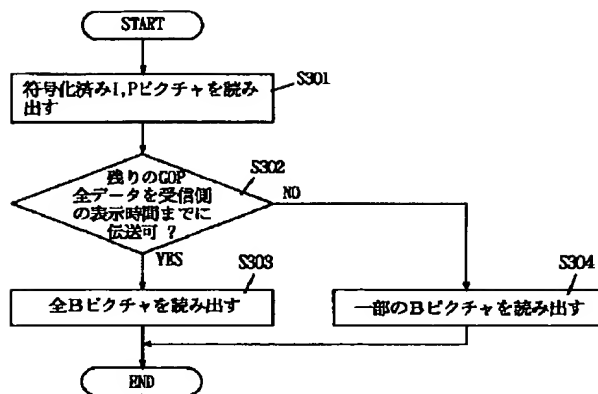 START
符号化済みI,Pピクチャを読み
出す
S301
残りのGOP
全データを受信側
の表示時間までに
伝送可 ?
S302
NO
YES
S303
全Bピクチャを読み出す
S304
一部のBピクチャを読み出す
END